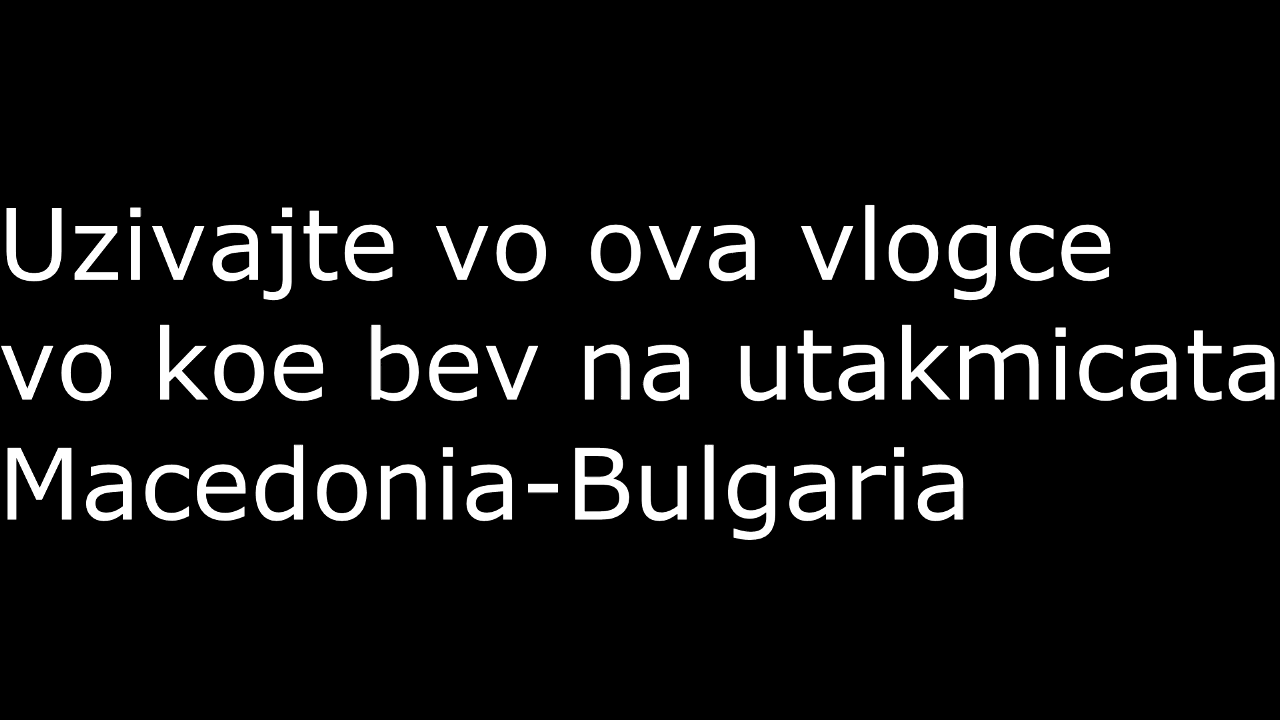 Uzivajte vo ova vlogce
vo koe bev na utakmicata
Macedonia-Bulgaria